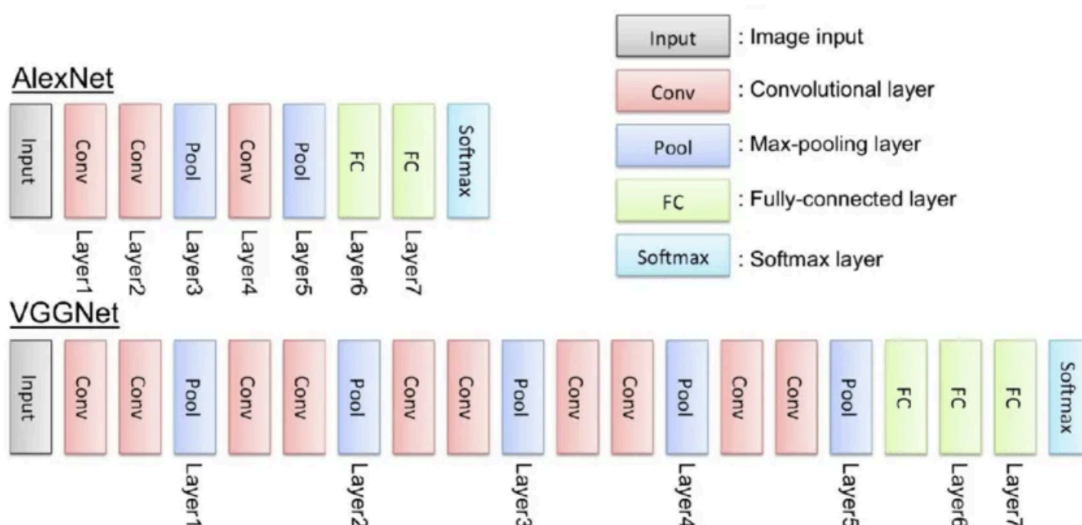 Input : Image input
AlexNet
Conv : Convolutional layer
Input Conv Conv Pool Conv Pool FC FC Softmax
Pool : Max-pooling layer
FC : Fully-connected layer
Layer1 Layer2 Layer3 Layer4 Layer5 Layer6 Layer7
Softmax : Softmax layer
VGGNet
Input Conv Conv Pool Conv Conv Pool Conv Conv Pool Conv Conv Pool Conv Conv Pool FC FC FC Softmax
Layer1 Layer2 Layer3 Layer4 Layer5 Layer6 Layer7